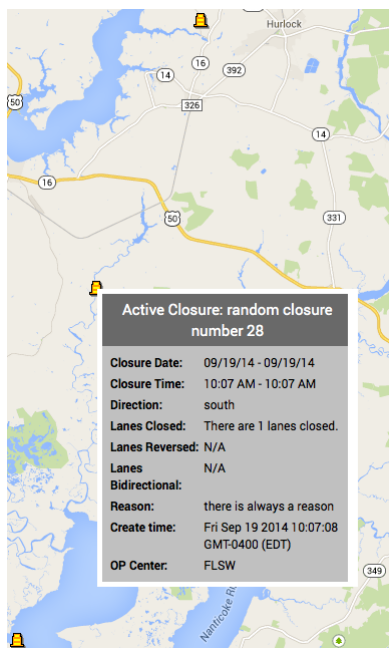 Hurlock
16
392
14
50
326
14
16
50
331
Active Closure: random closure
number 28
Closure Date: 09/19/14 - 09/19/14
Closure Time: 10:07 AM - 10:07 AM
Direction: south
Lanes Closed: There are 1 lanes closed.
Lanes Reversed: N/A
Lanes N/A
Bidirectional:
Reason: there is always a reason
Create time: Fri Sep 19 2014 10:07:08
GMT-0400 (EDT)
OP Center: FLSW
349
Nanticoke R